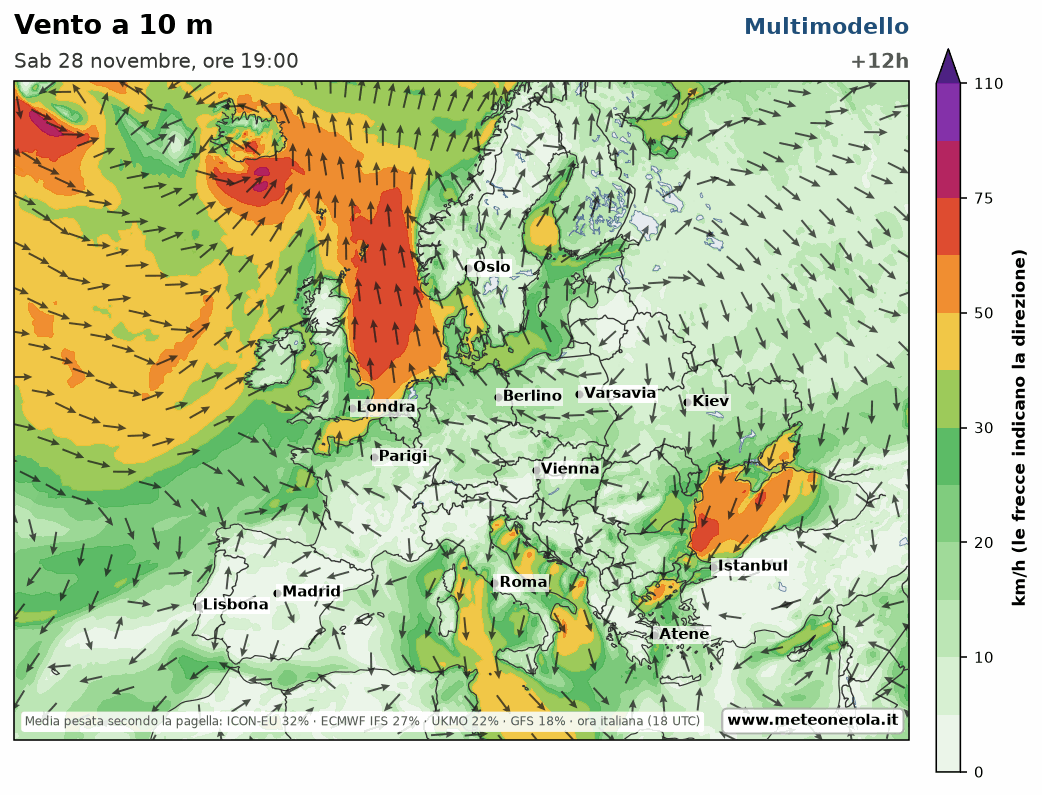 Vento a 10 m
Multimodello
Sab 28 novembre, ore 19:00
+12h
110
75
50
30
20
10
0
km/h (le frecce indicano la direzione)
Oslo
Londra
Berlino
Varsavia
Kiev
Parigi
Vienna
Istanbul
Roma
Madrid
Lisbona
Atene
Media pesata secondo la pagella: ICON-EU 32% · ECMWF IFS 27% · UKMO 22% · GFS 18% · ora italiana (18 UTC)
www.meteonerola.it